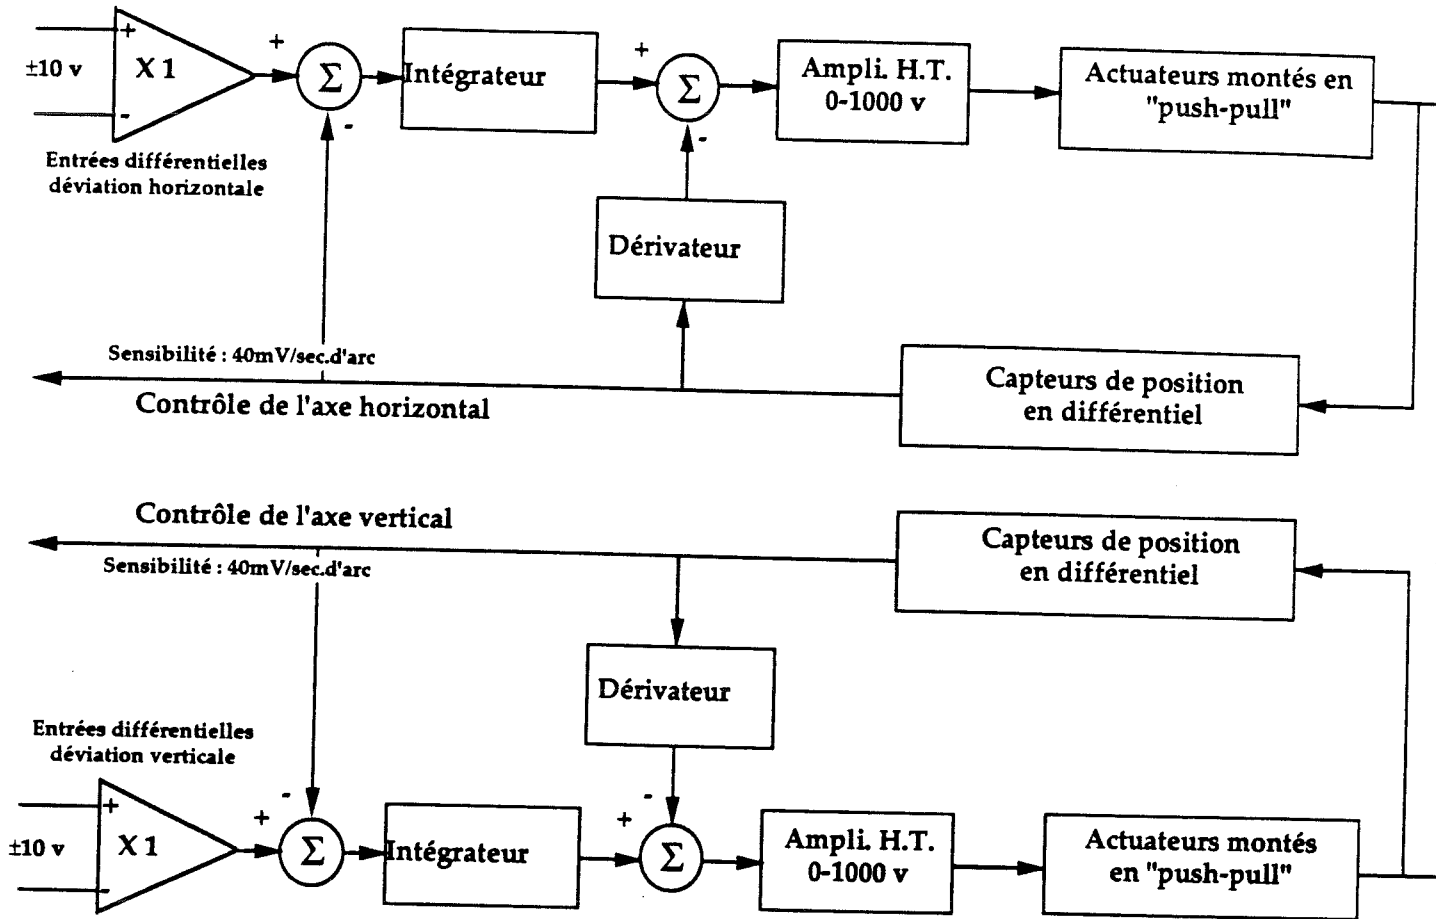 +
±10 v
X 1
-
+
Σ
-
Intégrateur
+
Σ
-
Ampli. H.T.
0-1000 v
Actuateurs montés en
"push-pull"
Entrées différentielles
déviation horizontale
Dérivateur
Sensibilité : 40mV/sec.d'arc
Contrôle de l'axe horizontal
Capteurs de position
en différentiel
Contrôle de l'axe vertical
Sensibilité : 40mV/sec.d'arc
Capteurs de position
en différentiel
Dérivateur
Entrées différentielles
déviation verticale
+
±10 v
X 1
-
+
-
Σ
Intégrateur
+
-
Σ
Ampli. H.T.
0-1000 v
Actuateurs montés
en "push-pull"